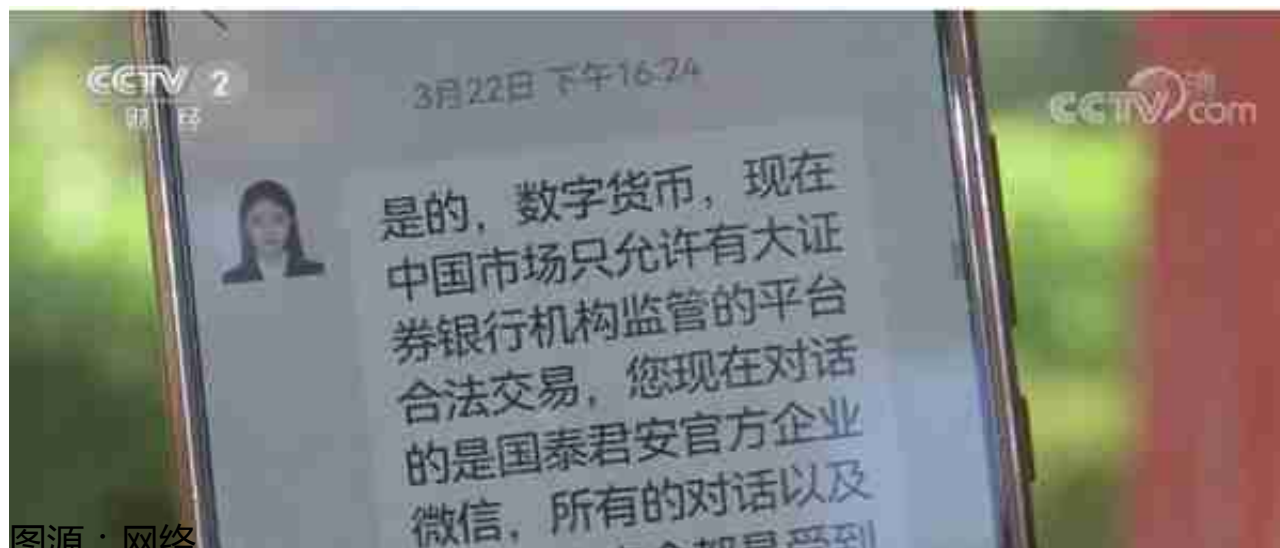 CCTV 2
财经
CCTV.com
3月22日 下午16:24
是的，数字货币，现在
中国市场只允许有大证
券银行机构监管的平台
合法交易，您现在对话
的是国泰君安官方企业
微信，所有的对话以及
都是受到
图源：网络